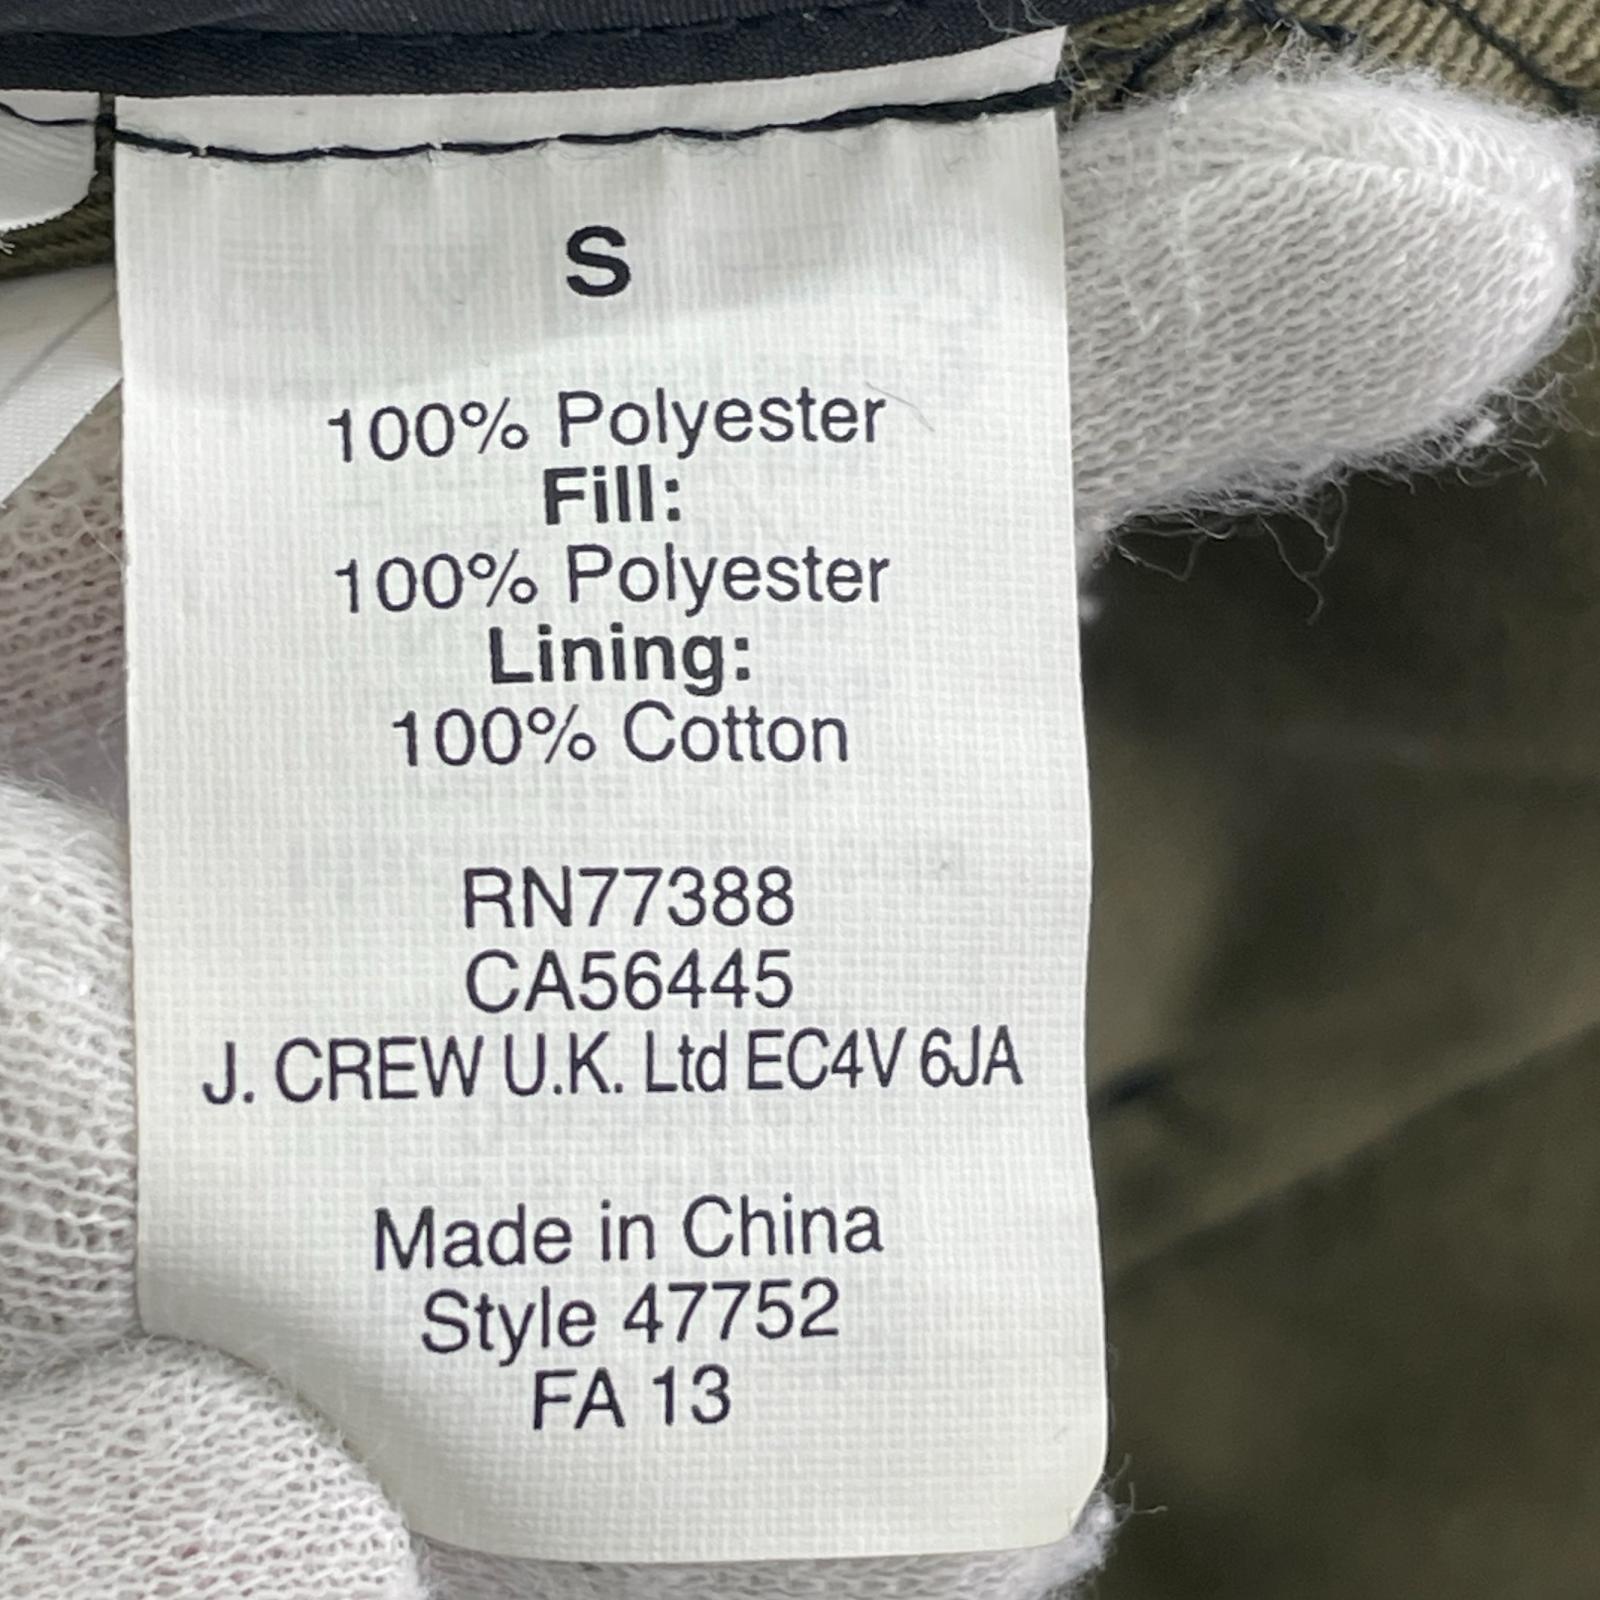 S
100% Polyester
Fill:
100% Polyester
Lining:
100% Cotton
RN77388
CA56445
J. CREW U.K. Ltd EC4V 6JA
Made in China
Style 47752
FA 13